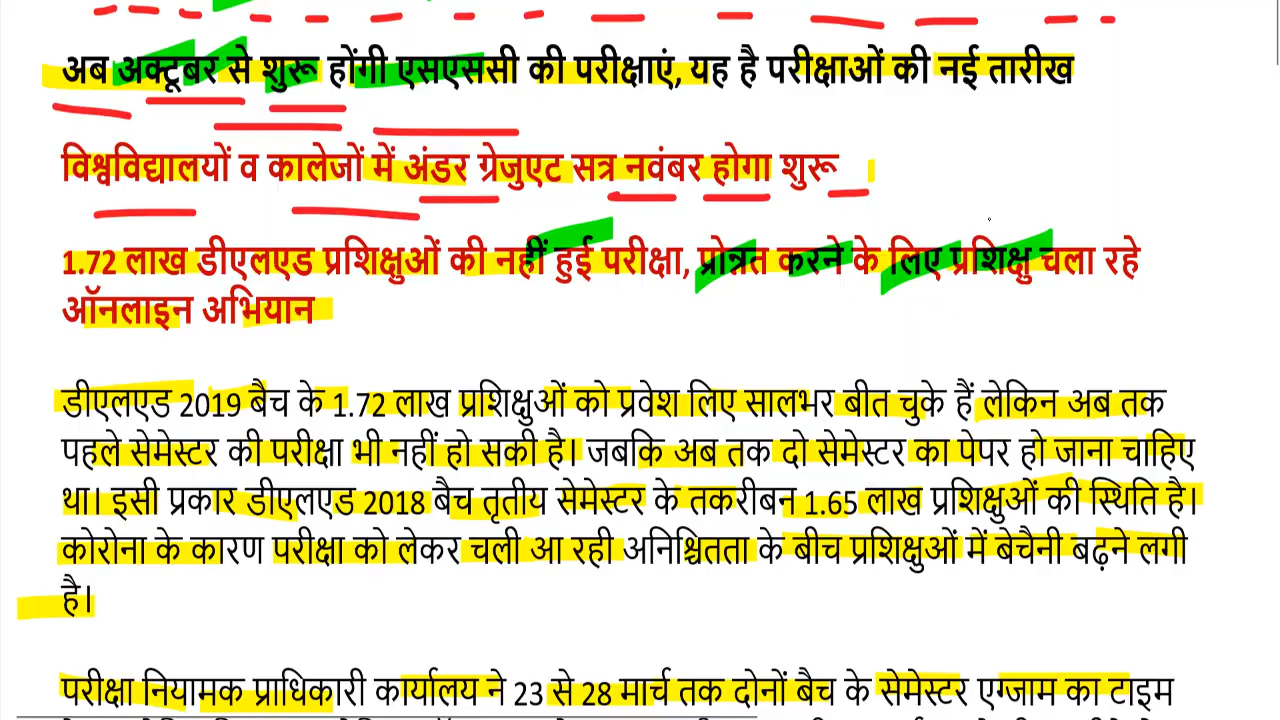 अब अक्टूबर से शुरू होंगी एसएससी की परीक्षाएं, यह है परीक्षाओं की नई तारीख
विश्वविद्यालयों व कालेजों में अंडर ग्रेजुएट सत्र नवंबर होगा शुरू
1.72 लाख डीएलएड प्रशिक्षुओं की नहीं हुई परीक्षा, प्रोन्नत करने के लिए प्रशिक्षु चला रहे
ऑनलाइन अभियान
डीएलएड 2019 बैच के 1.72 लाख प्रशिक्षुओं को प्रवेश लिए सालभर बीत चुके हैं लेकिन अब तक
पहले सेमेस्टर की परीक्षा भी नहीं हो सकी है। जबकि अब तक दो सेमेस्टर का पेपर हो जाना चाहिए
था। इसी प्रकार डीएलएड 2018 बैच तृतीय सेमेस्टर के तकरीबन 1.65 लाख प्रशिक्षुओं की स्थिति है।
कोरोना के कारण परीक्षा को लेकर चली आ रही अनिश्चितता के बीच प्रशिक्षुओं में बेचैनी बढ़ने लगी
है।
परीक्षा नियामक प्राधिकारी कार्यालय ने 23 से 28 मार्च तक दोनों बैच के सेमेस्टर एग्जाम का टाइम